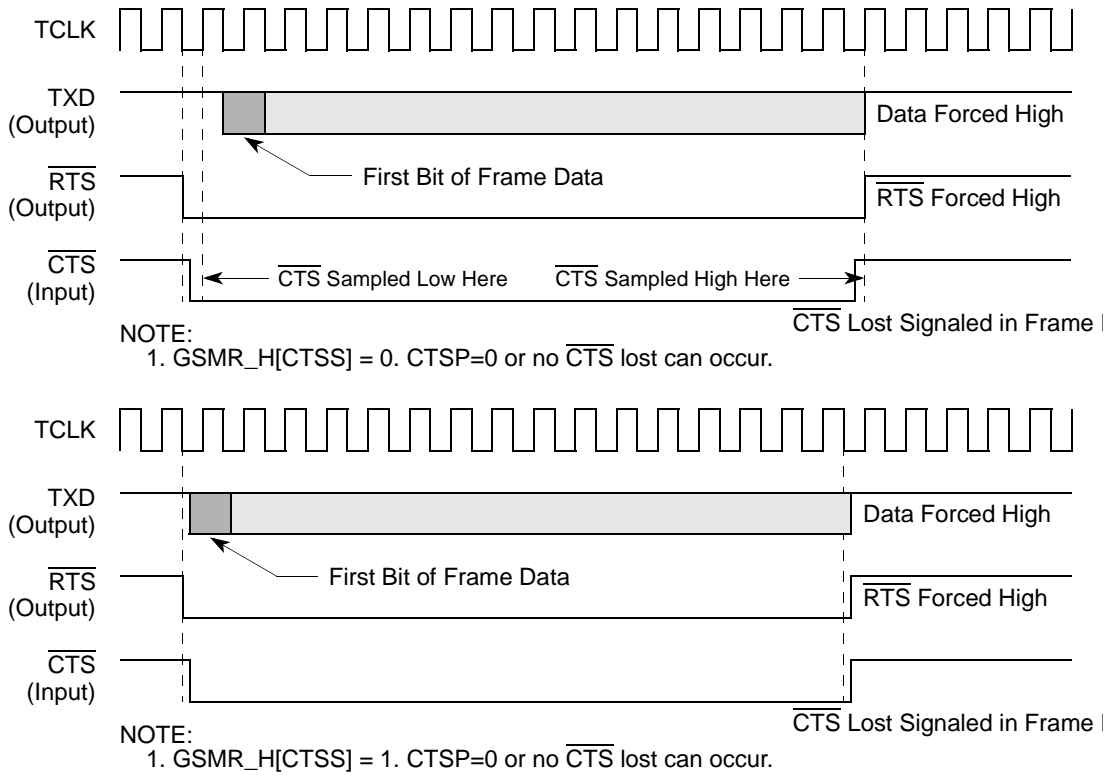 TCLK
TXD
(Output)
Data Forced High
First Bit of Frame Data
RTS
(Output)
RTS Forced High
CTS
(Input)
CTS Sampled Low Here
CTS Sampled High Here
CTS Lost Signaled in Frame
NOTE:
1. GSMR_H[CTSS] = 0. CTSP=0 or no CTS lost can occur.
TCLK
TXD
(Output)
Data Forced High
First Bit of Frame Data
RTS
(Output)
RTS Forced High
CTS
(Input)
CTS Lost Signaled in Frame
NOTE:
1. GSMR_H[CTSS] = 1. CTSP=0 or no CTS lost can occur.